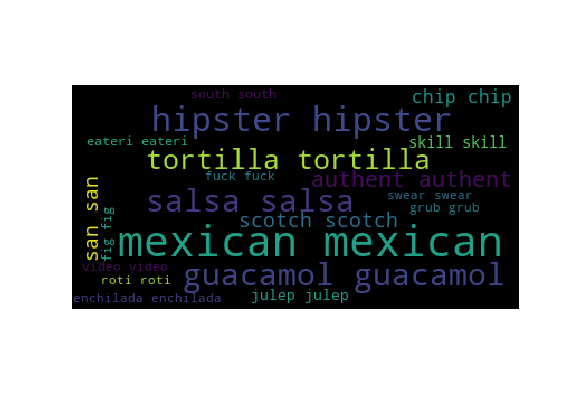 south south
chip chip
hipster hipster
eateri eateri
skill skill
tortilla tortilla
fuck fuck
authent authent
san san
fig fig
salsa salsa
swear swear
grub grub
scotch scotch
mexican mexican
video video
guacamol guacamol
roti roti
enchilada enchilada
julep julep